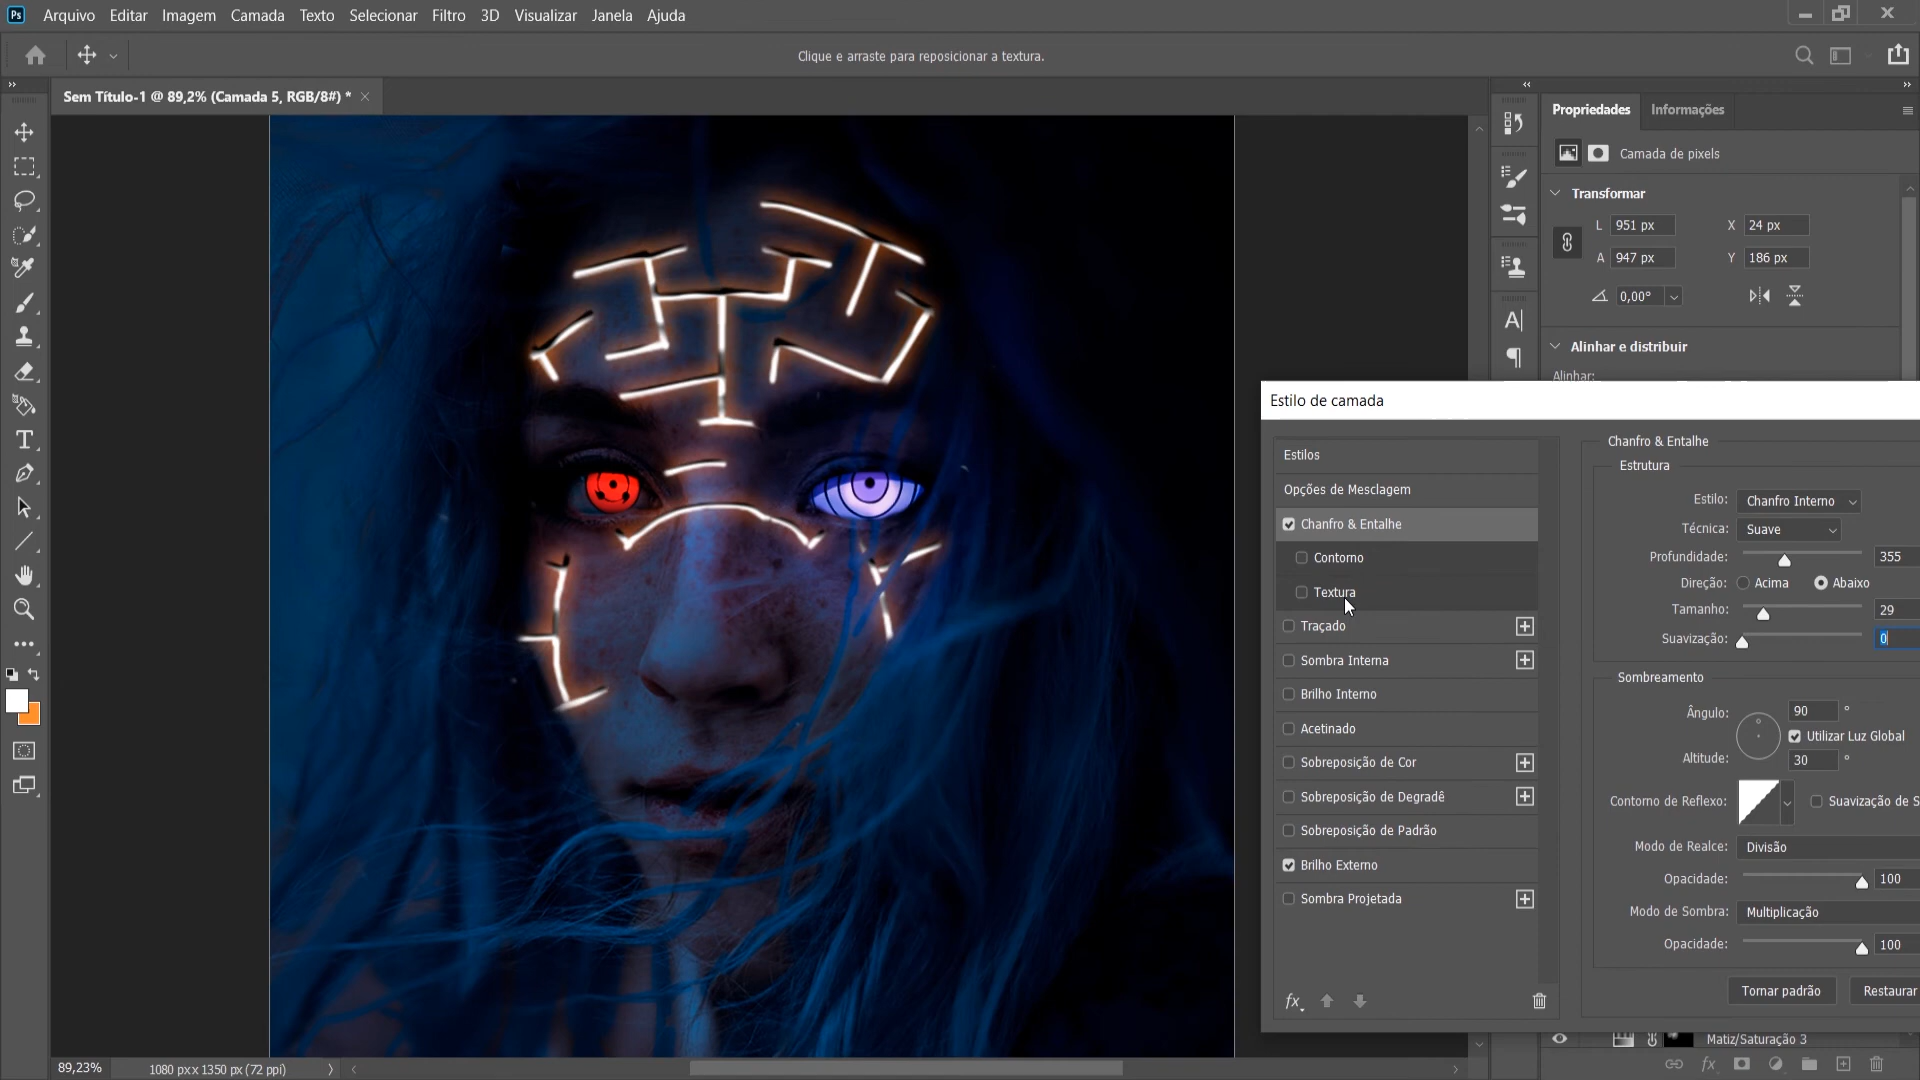 Ps Arquivo Editar Imagem Camada Texto Selecionar Filtro 3D Visualizar Janela Ajuda
Clique e arraste para reposicionar a textura.
Sem Título-1 @ 89,2% (Camada 5, RGB/8#) *
Propriedades Informações
Camada de pixels
Transformar
L 951 px X 24 px
A 947 px Y 186 px
0,00°
Alinhar e distribuir
Alinhar:
Estilo de camada
Estilos
Opções de Mesclagem
Chanfro & Entalhe
Contorno
Textura
Traçado
Sombra Interna
Brilho Interno
Acetinado
Sobreposição de Cor
Sobreposição de Degradê
Sobreposição de Padrão
Brilho Externo
Sombra Projetada
fx
Chanfro & Entalhe
Estrutura
Estilo: Chanfro Interno
Técnica: Suave
Profundidade: 355
Direção: Acima Abaixo
Tamanho: 29
Suavização: 0
Sombreamento
Ângulo: 90 °
Utilizar Luz Global
Altitude: 30 °
Contorno de Reflexo: Suavização de S
Modo de Realce: Divisão
Opacidade: 100
Modo de Sombra: Multiplicação
Opacidade: 100
Tornar padrão Restaurar
Matiz/Saturação 3
fx
89,23% 1080 px x 1350 px (72 ppi)